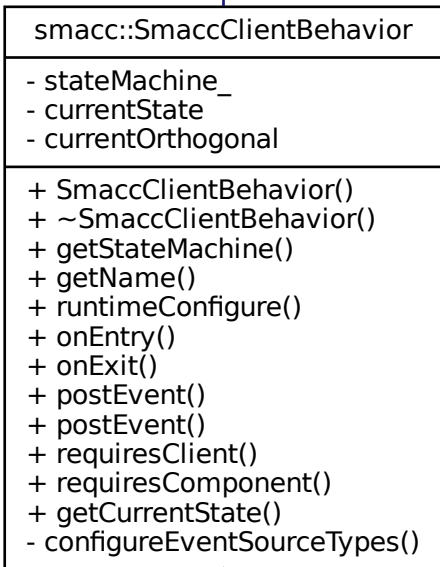 smacc::SmaccClientBehavior
- stateMachine_
- currentState
- currentOrthogonal
+ SmaccClientBehavior()
+ ~SmaccClientBehavior()
+ getStateMachine()
+ getName()
+ runtimeConfigure()
+ onEntry()
+ onExit()
+ postEvent()
+ postEvent()
+ requiresClient()
+ requiresComponent()
+ getCurrentState()
- configureEventSourceTypes()